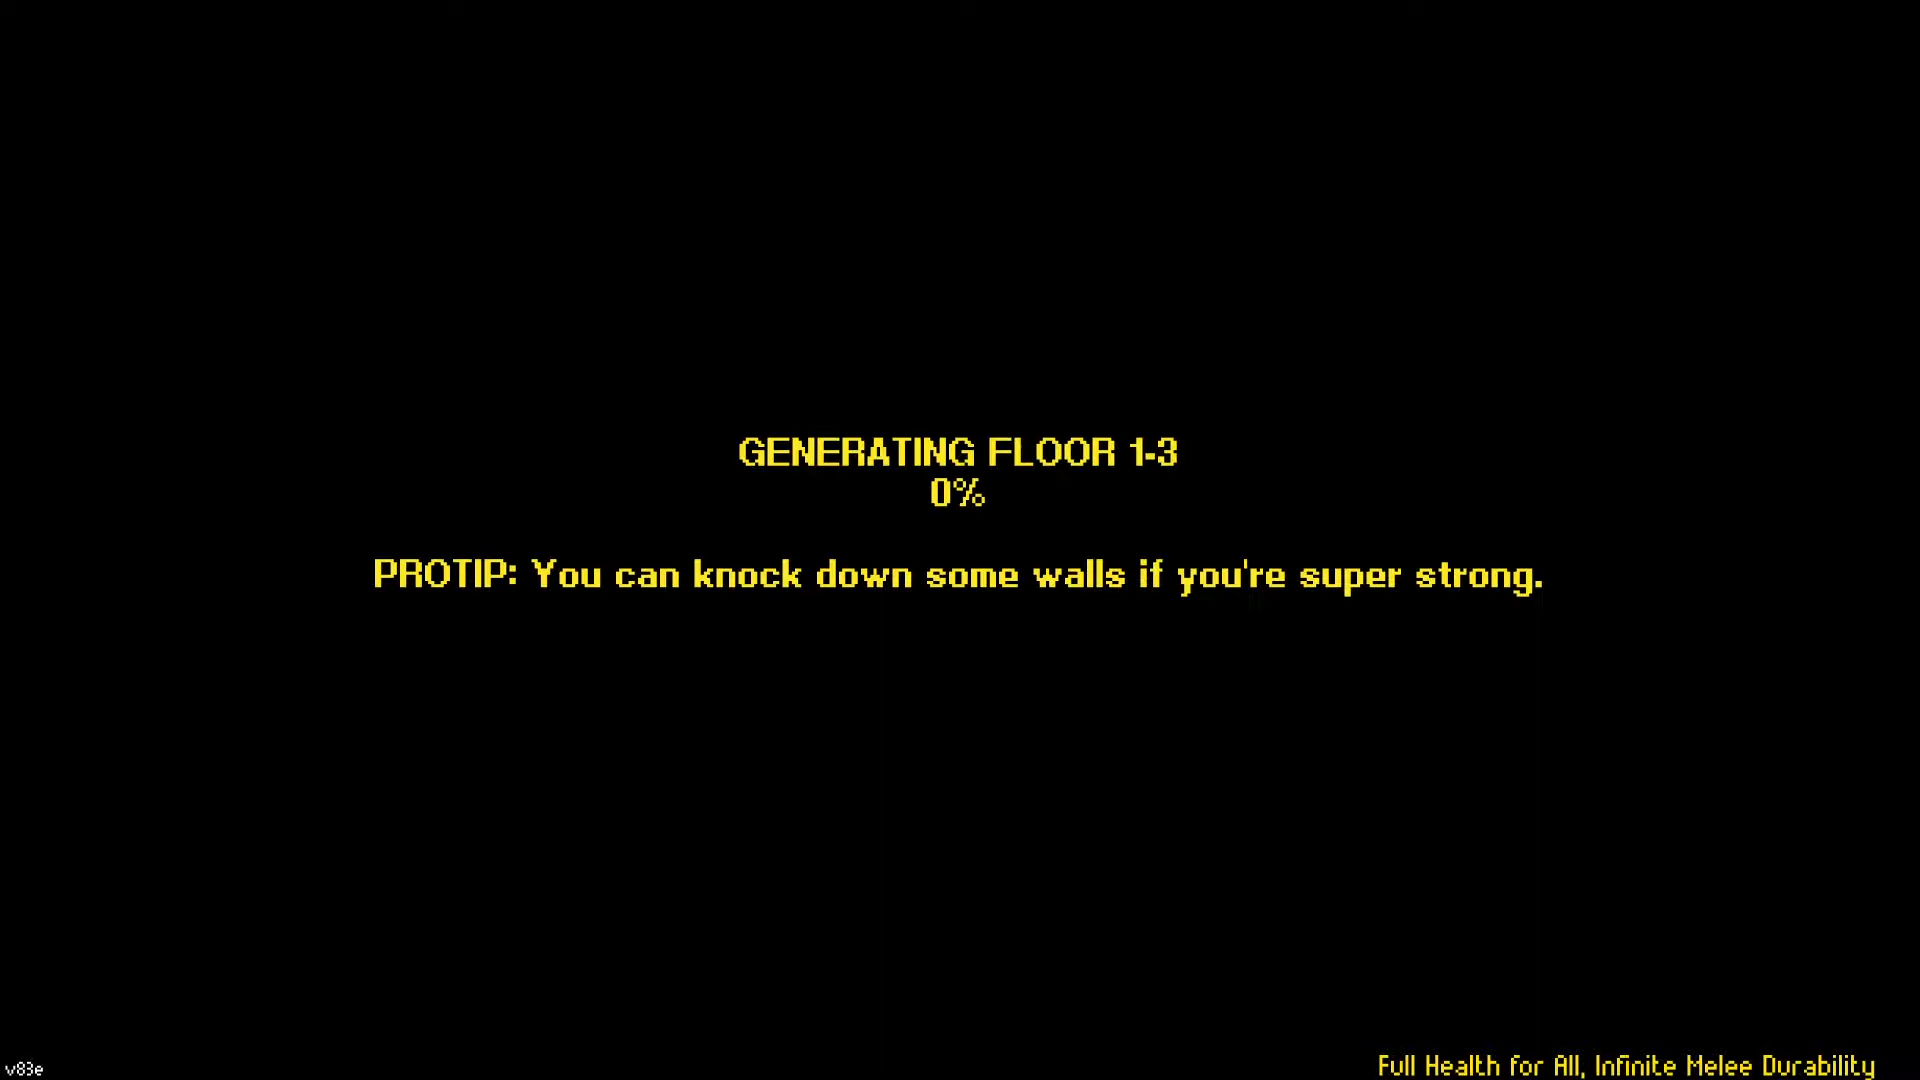 GENERATING FLOOR 1-3
0%
PROTIP: You can knock down some walls if you're super strong.
v83e
Full Health for All, Infinite Melee Durability